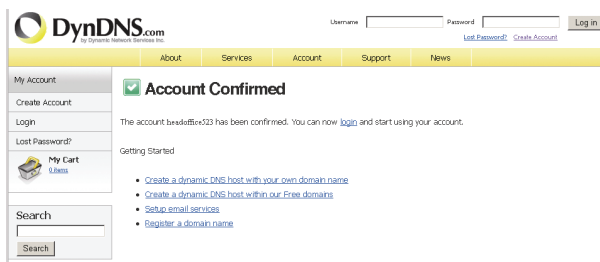 DynDNS.com
by Dynamic Network Services Inc.
Username
Password
Log in
Lost Password? Create Account
About Services Account Support News
My Account
Create Account
Login
Lost Password?
My Cart
0 items
Search
Search
Account Confirmed
The account headoffice523 has been confirmed. You can now login and start using your account.
Getting Started
Create a dynamic DNS host with your own domain name
Create a dynamic DNS host within our Free domains
Setup email services
Register a domain name